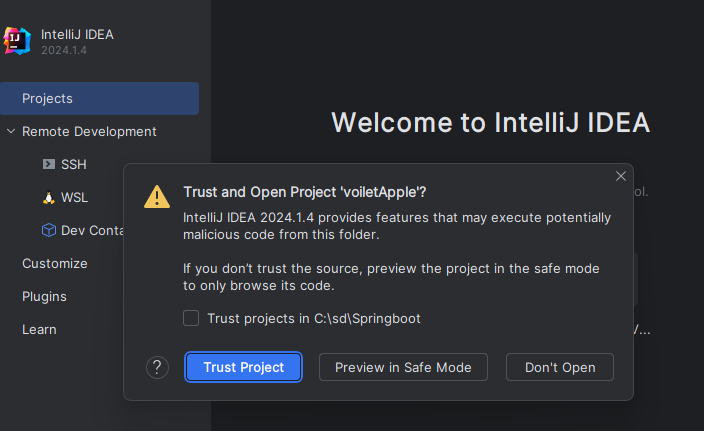 IntelliJ IDEA
2024.1.4
Projects
Remote Development
SSH
WSL
Dev Conta
Customize
Plugins
Learn
Welcome to IntelliJ IDEA
ol.
V...
Trust and Open Project 'voiletApple'?
IntelliJ IDEA 2024.1.4 provides features that may execute potentially
malicious code from this folder.
If you don't trust the source, preview the project in the safe mode
to only browse its code.
Trust projects in C:\sd\Springboot
?
Trust Project
Preview in Safe Mode
Don't Open